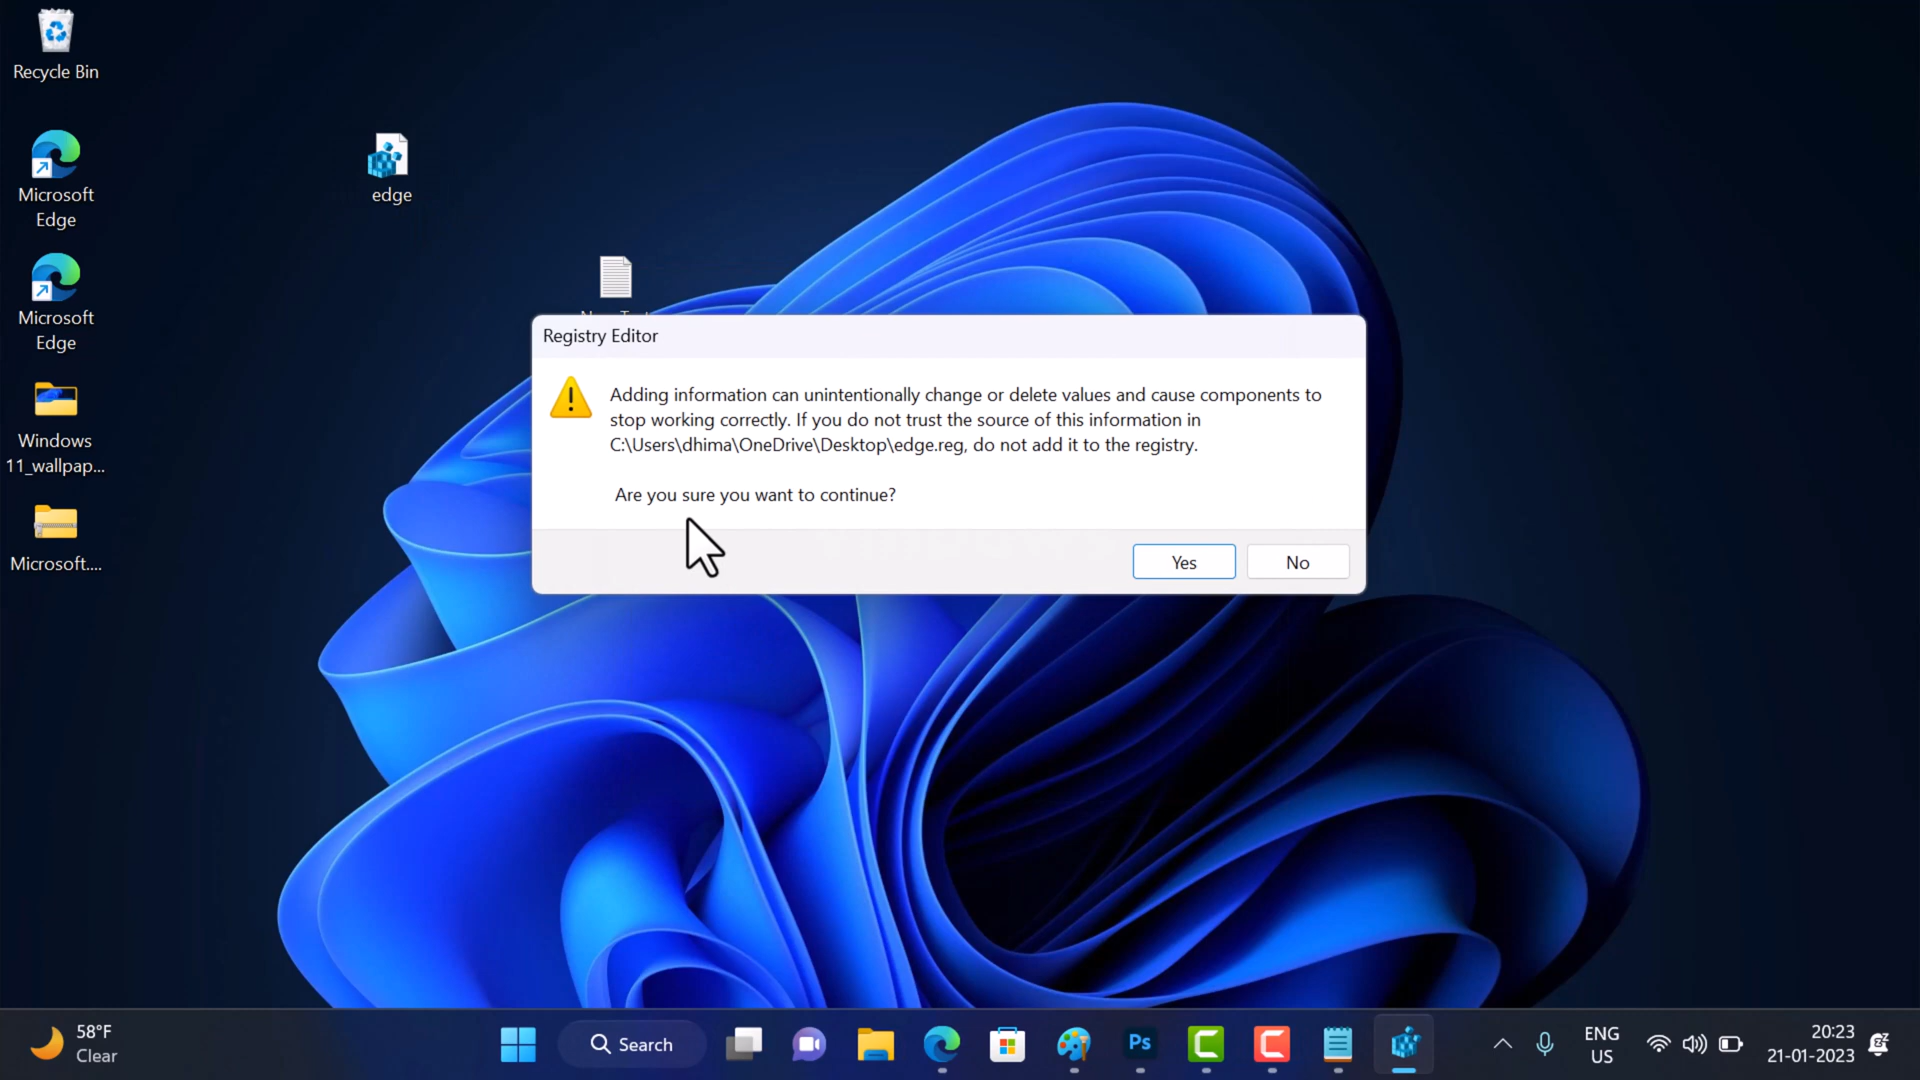 Recycle Bin
Microsoft
Edge
edge
Microsoft
Edge
Windows
11_wallpap...
Microsoft....
Registry Editor
Adding information can unintentionally change or delete values and cause components to
stop working correctly. If you do not trust the source of this information in
C:\Users\dhima\OneDrive\Desktop\edge.reg, do not add it to the registry.
Are you sure you want to continue?
Yes
No
58°F
Clear
Search
Ps
ENG
US
20:23
21-01-2023